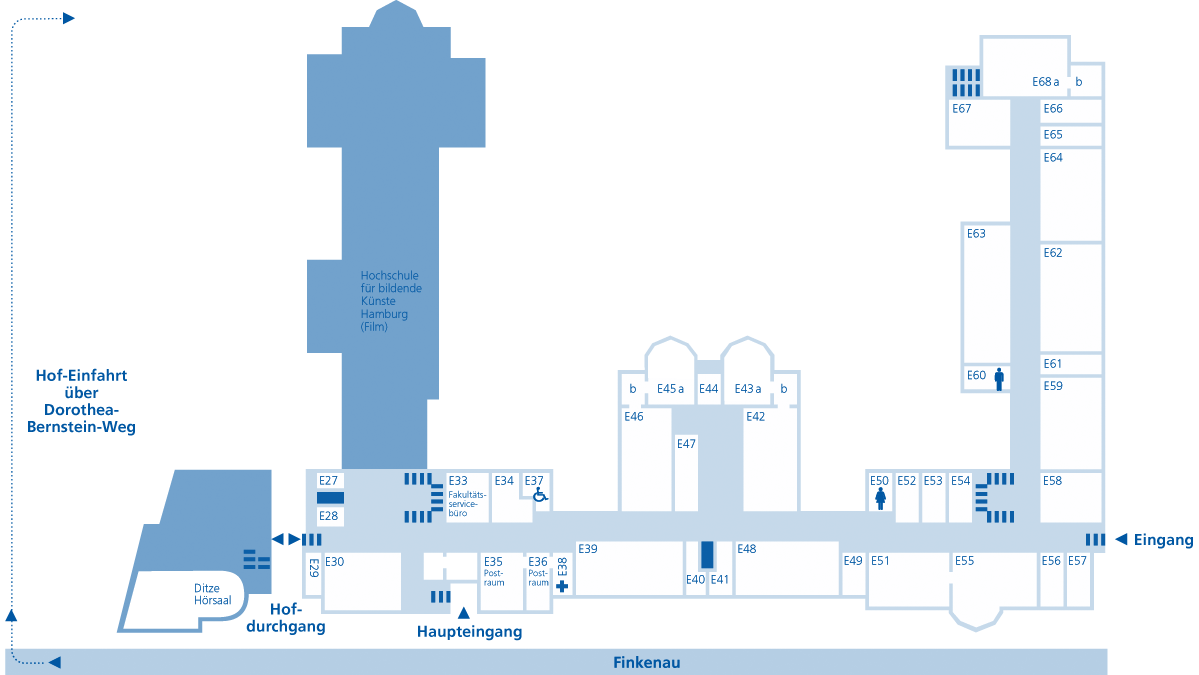 E68 a
b
E67
E66
E65
E64
E63
E62
Hochschule
für bildende
Künste
Hamburg
(Film)
E61
E60
E59
Hof-Einfahrt
über
Dorothea-
Bernstein-Weg
b
E45 a
E44
E43 a
b
E46
E42
E47
E27
E33
E34
E37
E50
E52
E53
E54
E58
Fakultäts-
service-
büro
E28
Eingang
E29
E30
E35
Post-
raum
E36
Post-
raum
E38
E39
E40
E41
E48
E49
E51
E55
E56
E57
Ditze
Hörsaal
Hof-
durchgang
Haupteingang
Finkenau